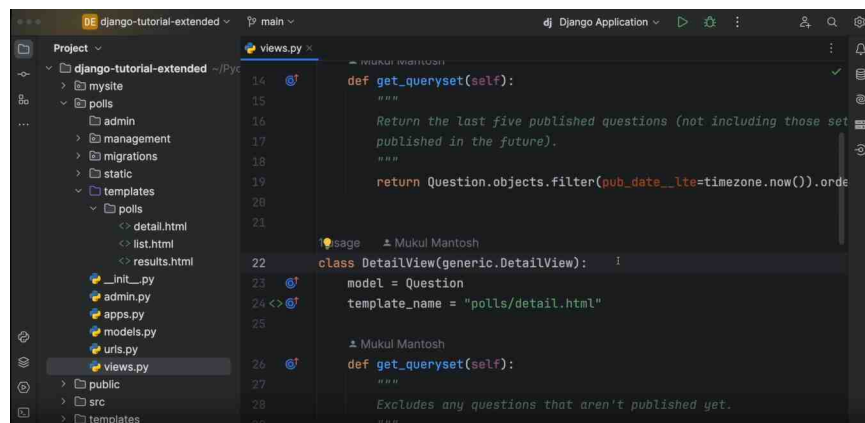 DE django-tutorial-extended
main
dj Django Application
Project
views.py
django-tutorial-extended ~/Pyc
mysite
polls
admin
management
migrations
static
templates
polls
<> detail.html
<> list.html
<> results.html
__init__.py
admin.py
apps.py
models.py
urls.py
views.py
public
src
templates
Mukul Mantosh
14 def get_queryset(self):
15 """
16 Return the last five published questions (not including those set
17 published in the future).
18 """
19 return Question.objects.filter(pub_date__lte=timezone.now()).orde
20
21
1 usage Mukul Mantosh
22 class DetailView(generic.DetailView):
23 model = Question
24 <> template_name = "polls/detail.html"
25
Mukul Mantosh
26 def get_queryset(self):
27 """
28 Excludes any questions that aren't published yet.
"""